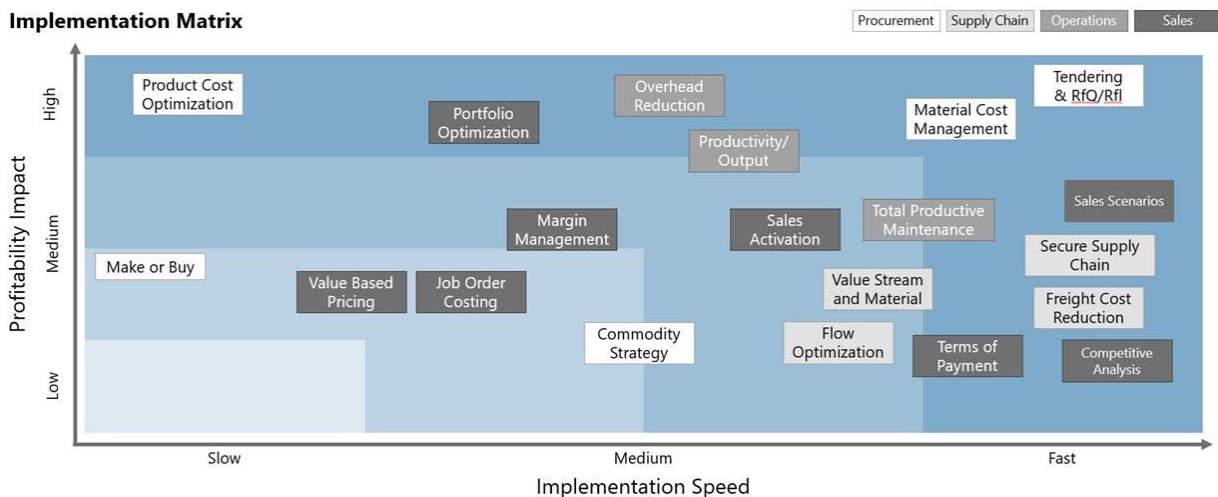 Implementation Matrix
Procurement
Supply Chain
Operations
Sales
Profitability Impact
High
Medium
Low
Product Cost
Optimization
Portfolio
Optimization
Overhead
Reduction
Productivity/
Output
Material Cost
Management
Tendering
& RfQ/RfI
Sales Scenarios
Margin
Management
Sales
Activation
Total Productive
Maintenance
Secure Supply
Chain
Make or Buy
Value Based
Pricing
Job Order
Costing
Value Stream
and Material
Freight Cost
Reduction
Commodity
Strategy
Flow
Optimization
Terms of
Payment
Competitive
Analysis
Slow
Medium
Fast
Implementation Speed